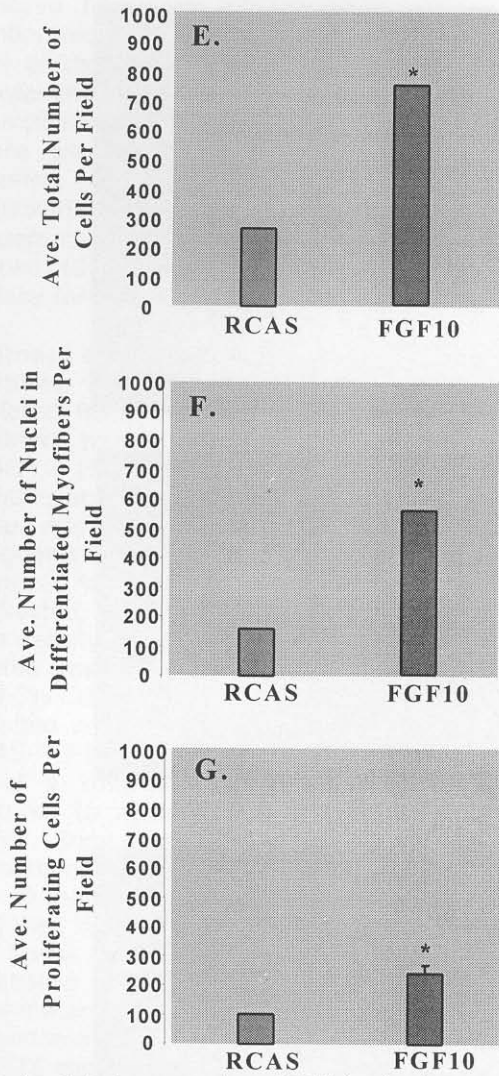 Ave. Total Number of
Cells Per Field
1000
900
800
700
600
500
400
300
200
100
0
E.
*
RCAS FGF10
Ave. Number of Nuclei in
Differentiated Myofibers Per
Field
1000
900
800
700
600
500
400
300
200
100
0
F.
*
RCAS FGF10
Ave. Number of
Proliferating Cells Per
Field
1000
900
800
700
600
500
400
300
200
100
0
G.
*
RCAS FGF10